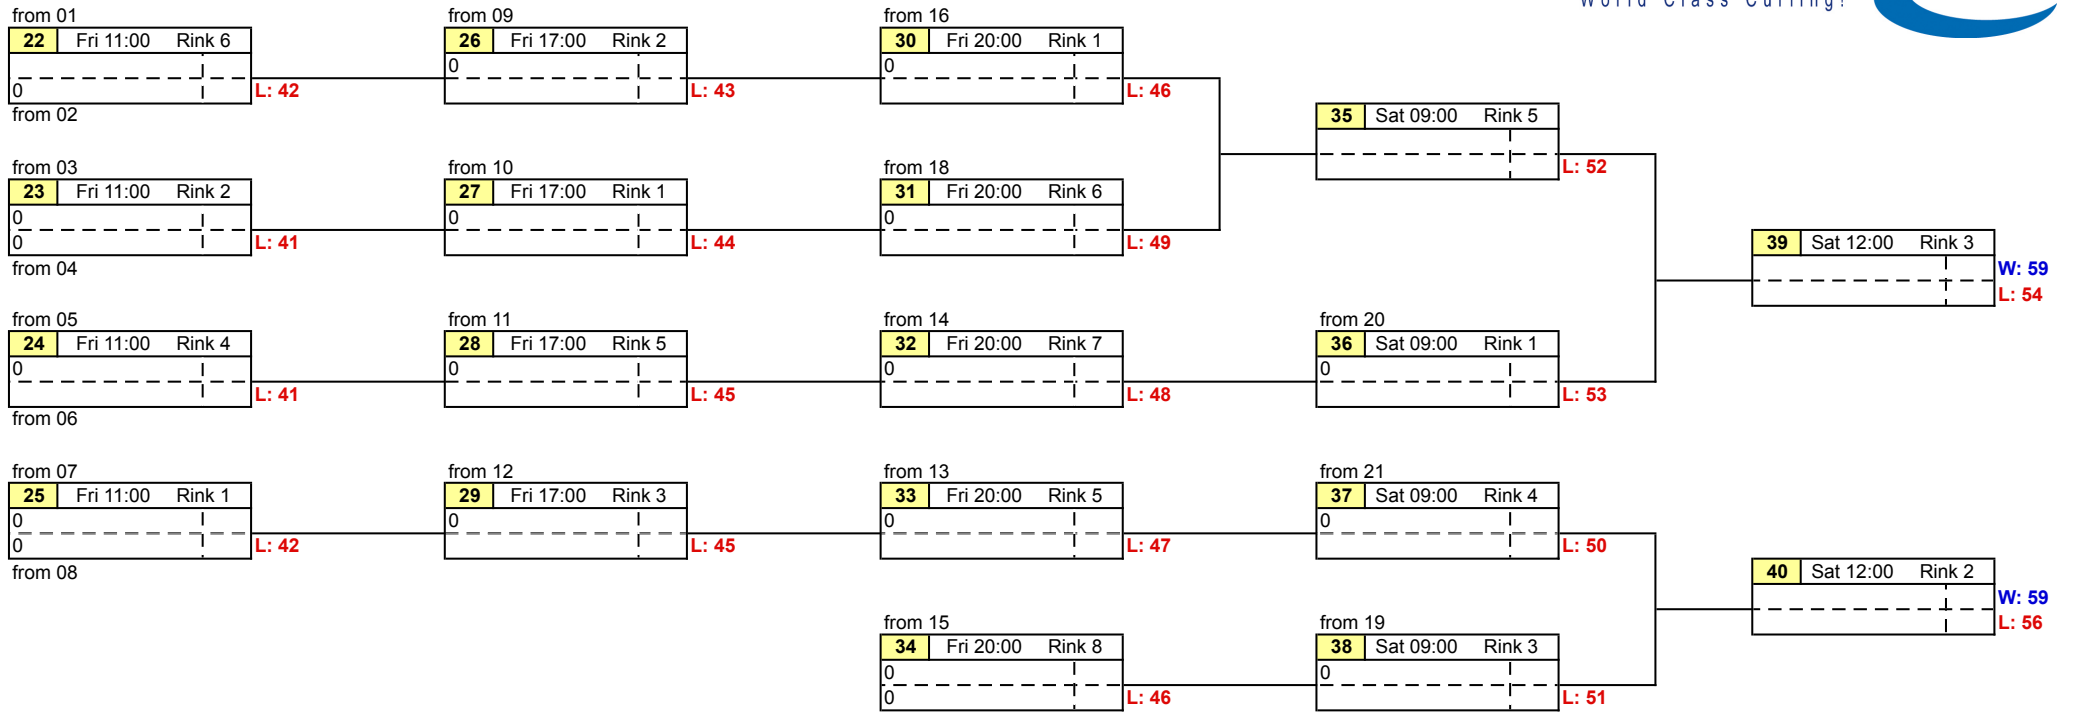 World Class Curling!
from 01
from 09
from 16
22 Fri 11:00 Rink 6
26 Fri 17:00 Rink 2
30 Fri 20:00 Rink 1
0
0
0
L: 42
L: 43
L: 46
from 02
35 Sat 09:00 Rink 5
L: 52
from 03
from 10
from 18
23 Fri 11:00 Rink 2
27 Fri 17:00 Rink 1
31 Fri 20:00 Rink 6
0
0
0
0
L: 41
L: 44
L: 49
39 Sat 12:00 Rink 3
from 04
W: 59
L: 54
from 05
from 11
from 14
from 20
24 Fri 11:00 Rink 4
28 Fri 17:00 Rink 5
32 Fri 20:00 Rink 7
36 Sat 09:00 Rink 1
0
0
0
0
L: 41
L: 45
L: 48
L: 53
from 06
from 07
from 12
from 13
from 21
25 Fri 11:00 Rink 1
29 Fri 17:00 Rink 3
33 Fri 20:00 Rink 5
37 Sat 09:00 Rink 4
0
0
0
0
0
L: 42
L: 45
L: 47
L: 50
from 08
40 Sat 12:00 Rink 2
W: 59
L: 56
from 15
from 19
34 Fri 20:00 Rink 8
38 Sat 09:00 Rink 3
0
0
0
L: 46
L: 51